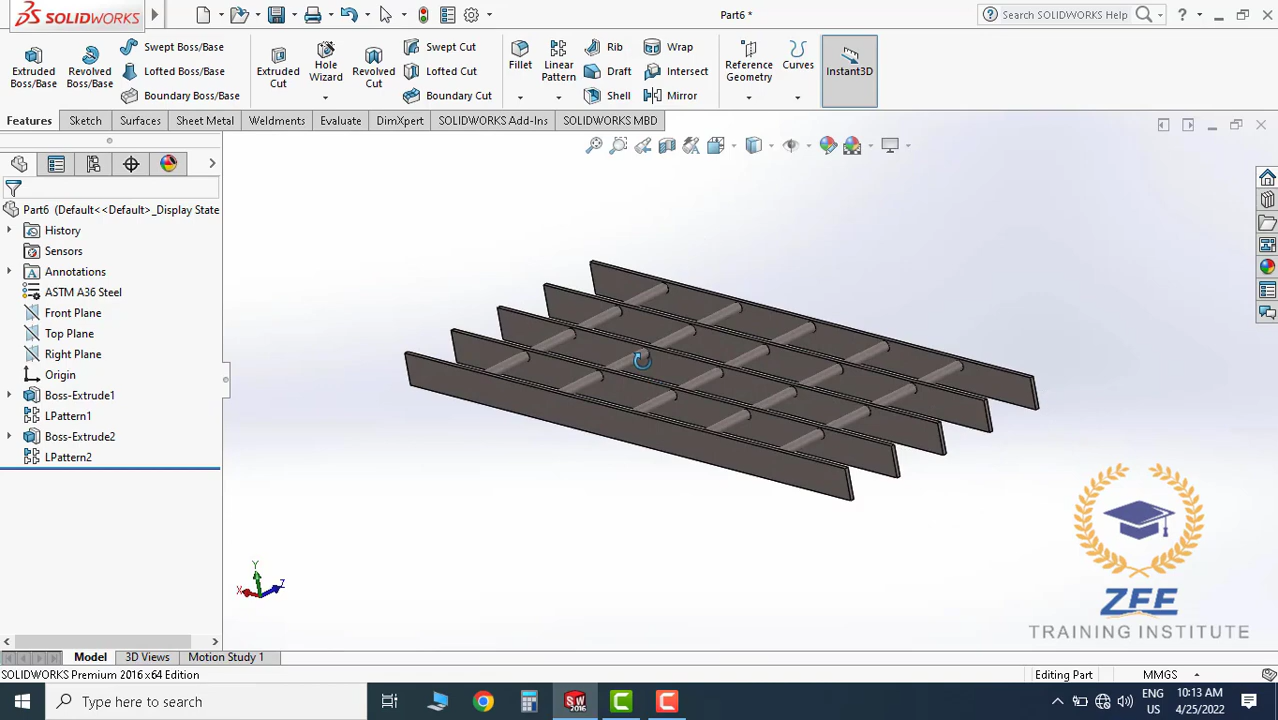 SOLIDWORKS
Part6 *
Search SOLIDWORKS Help
?
Extruded Boss/Base
Revolved Boss/Base
Swept Boss/Base
Lofted Boss/Base
Boundary Boss/Base
Extruded Cut
Hole Wizard
Revolved Cut
Swept Cut
Lofted Cut
Boundary Cut
Fillet
Linear Pattern
Rib
Draft
Shell
Wrap
Intersect
Mirror
Reference Geometry
Curves
Instant3D
Features
Sketch
Surfaces
Sheet Metal
Weldments
Evaluate
DimXpert
SOLIDWORKS Add-Ins
SOLIDWORKS MBD
Part6 (Default<<Default>_Display State
History
Sensors
Annotations
ASTM A36 Steel
Front Plane
Top Plane
Right Plane
Origin
Boss-Extrude1
LPattern1
Boss-Extrude2
LPattern2
Y
X
Z
ZFE
TRAINING INSTITUTE
Model
3D Views
Motion Study 1
SOLIDWORKS Premium 2016 x64 Edition
Editing Part
MMGS
Type here to search
SW
2016
C
C
ENG
US
10:13 AM
4/25/2022